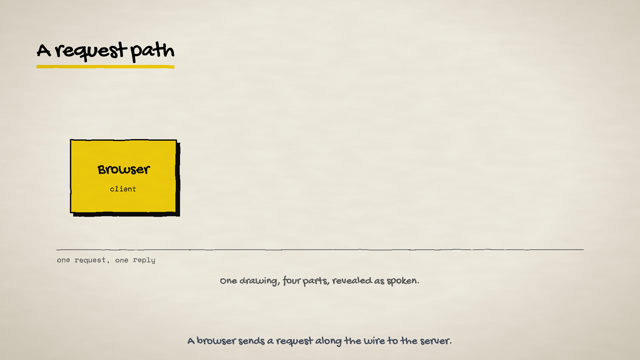 A request path
Browser
client
one request, one reply
One drawing, four parts, revealed as spoken.
A browser sends a request along the wire to the server.